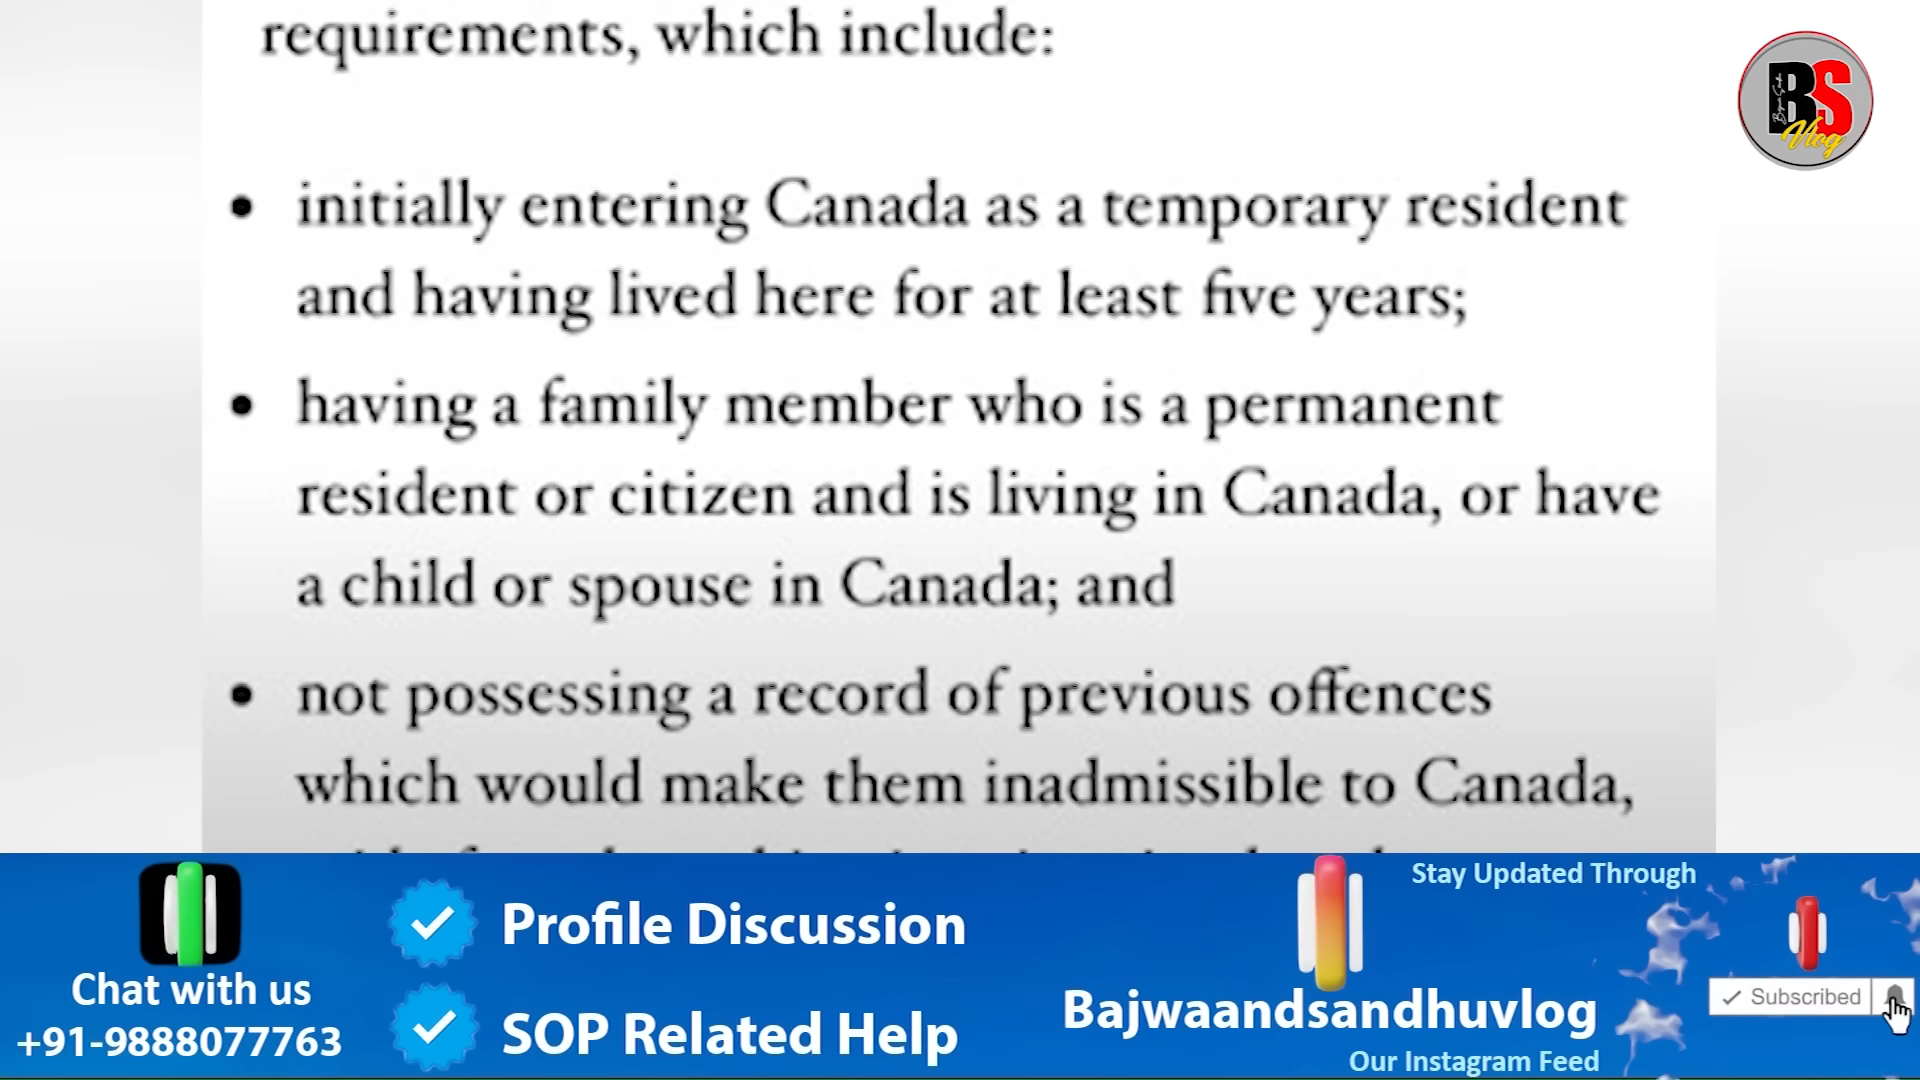 requirements, which include:
BS
Vlog
• initially entering Canada as a temporary resident
and having lived here for at least five years;
• having a family member who is a permanent
resident or citizen and is living in Canada, or have
a child or spouse in Canada; and
• not possessing a record of previous offences
which would make them inadmissible to Canada,
Chat with us
+91-9888077763
Profile Discussion
SOP Related Help
Stay Updated Through
Bajwaandsandhuvlog
Our Instagram Feed
Subscribed